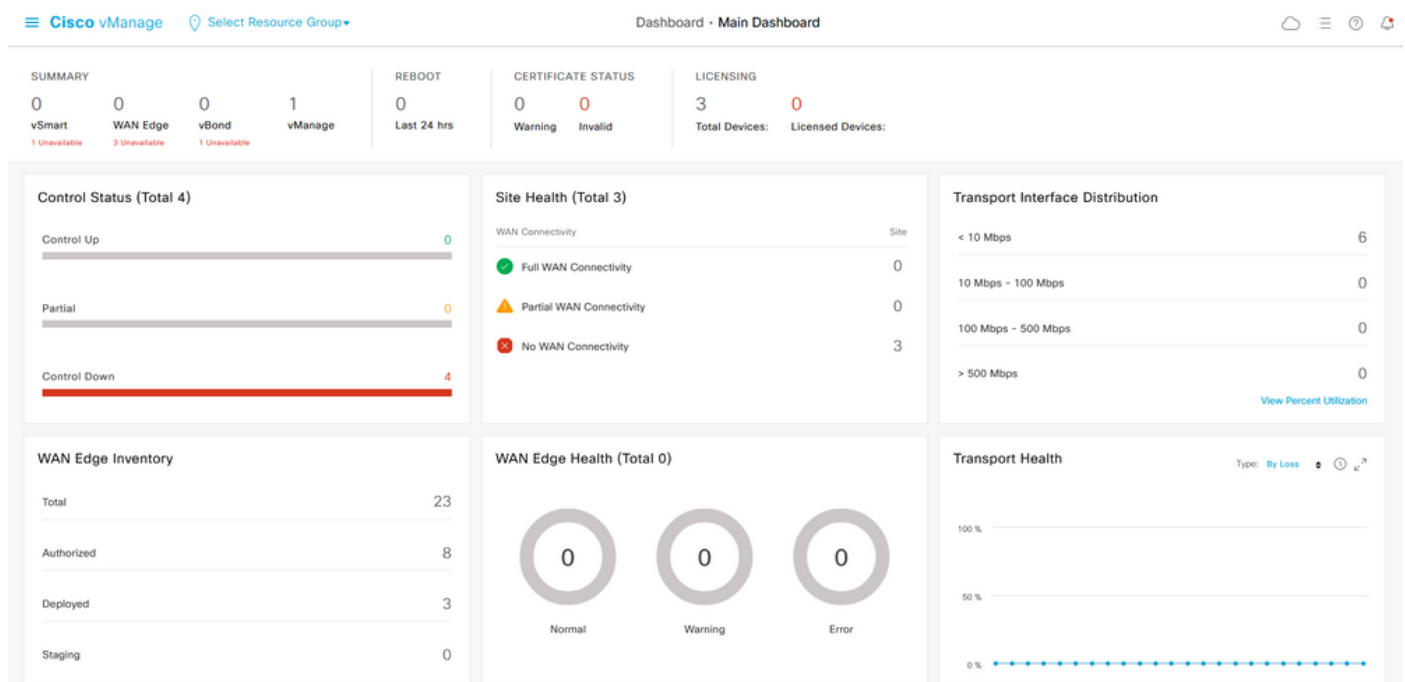 Cisco vManage
Select Resource Group
Dashboard · Main Dashboard
SUMMARY
0 0 0 1
vSmart WAN Edge vBond vManage
1 Unavailable 3 Unavailable 1 Unavailable
REBOOT
0
Last 24 hrs
CERTIFICATE STATUS
0 0
Warning Invalid
LICENSING
3 0
Total Devices: Licensed Devices:
Control Status (Total 4)
Control Up 0
Partial 0
Control Down 4
Site Health (Total 3)
WAN Connectivity Site
Full WAN Connectivity 0
Partial WAN Connectivity 0
No WAN Connectivity 3
Transport Interface Distribution
< 10 Mbps 6
10 Mbps - 100 Mbps 0
100 Mbps - 500 Mbps 0
> 500 Mbps 0
View Percent Utilization
WAN Edge Inventory
Total 23
Authorized 8
Deployed 3
Staging 0
WAN Edge Health (Total 0)
0 0 0
Normal Warning Error
Transport Health
Type: By Loss
100 %
50 %
0 %